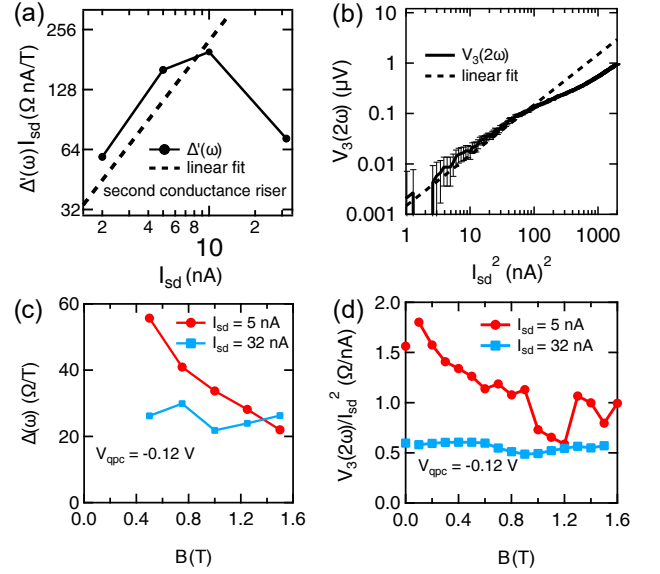 (a)
256
128
64
32
Δ'(ω) I_sd (Ω nA/T)
Δ'(ω)
linear fit
second conductance riser
2
4
6
8
10
2
I_sd (nA)
(b)
1
0.1
0.01
0.001
V_3(2ω) (μV)
V_3(2ω)
linear fit
1
10
100
1000
I_sd^2 (nA)^2
(c)
60
40
20
0
Δ(ω) (Ω/T)
I_sd = 5 nA
I_sd = 32 nA
V_qpc = -0.12 V
0.0
0.4
0.8
1.2
1.6
B(T)
(d)
2.0
1.5
1.0
0.5
0.0
V_3(2ω)/I_sd^2 (Ω/nA)
I_sd = 5 nA
I_sd = 32 nA
V_qpc = -0.12 V
0.0
0.4
0.8
1.2
1.6
B(T)